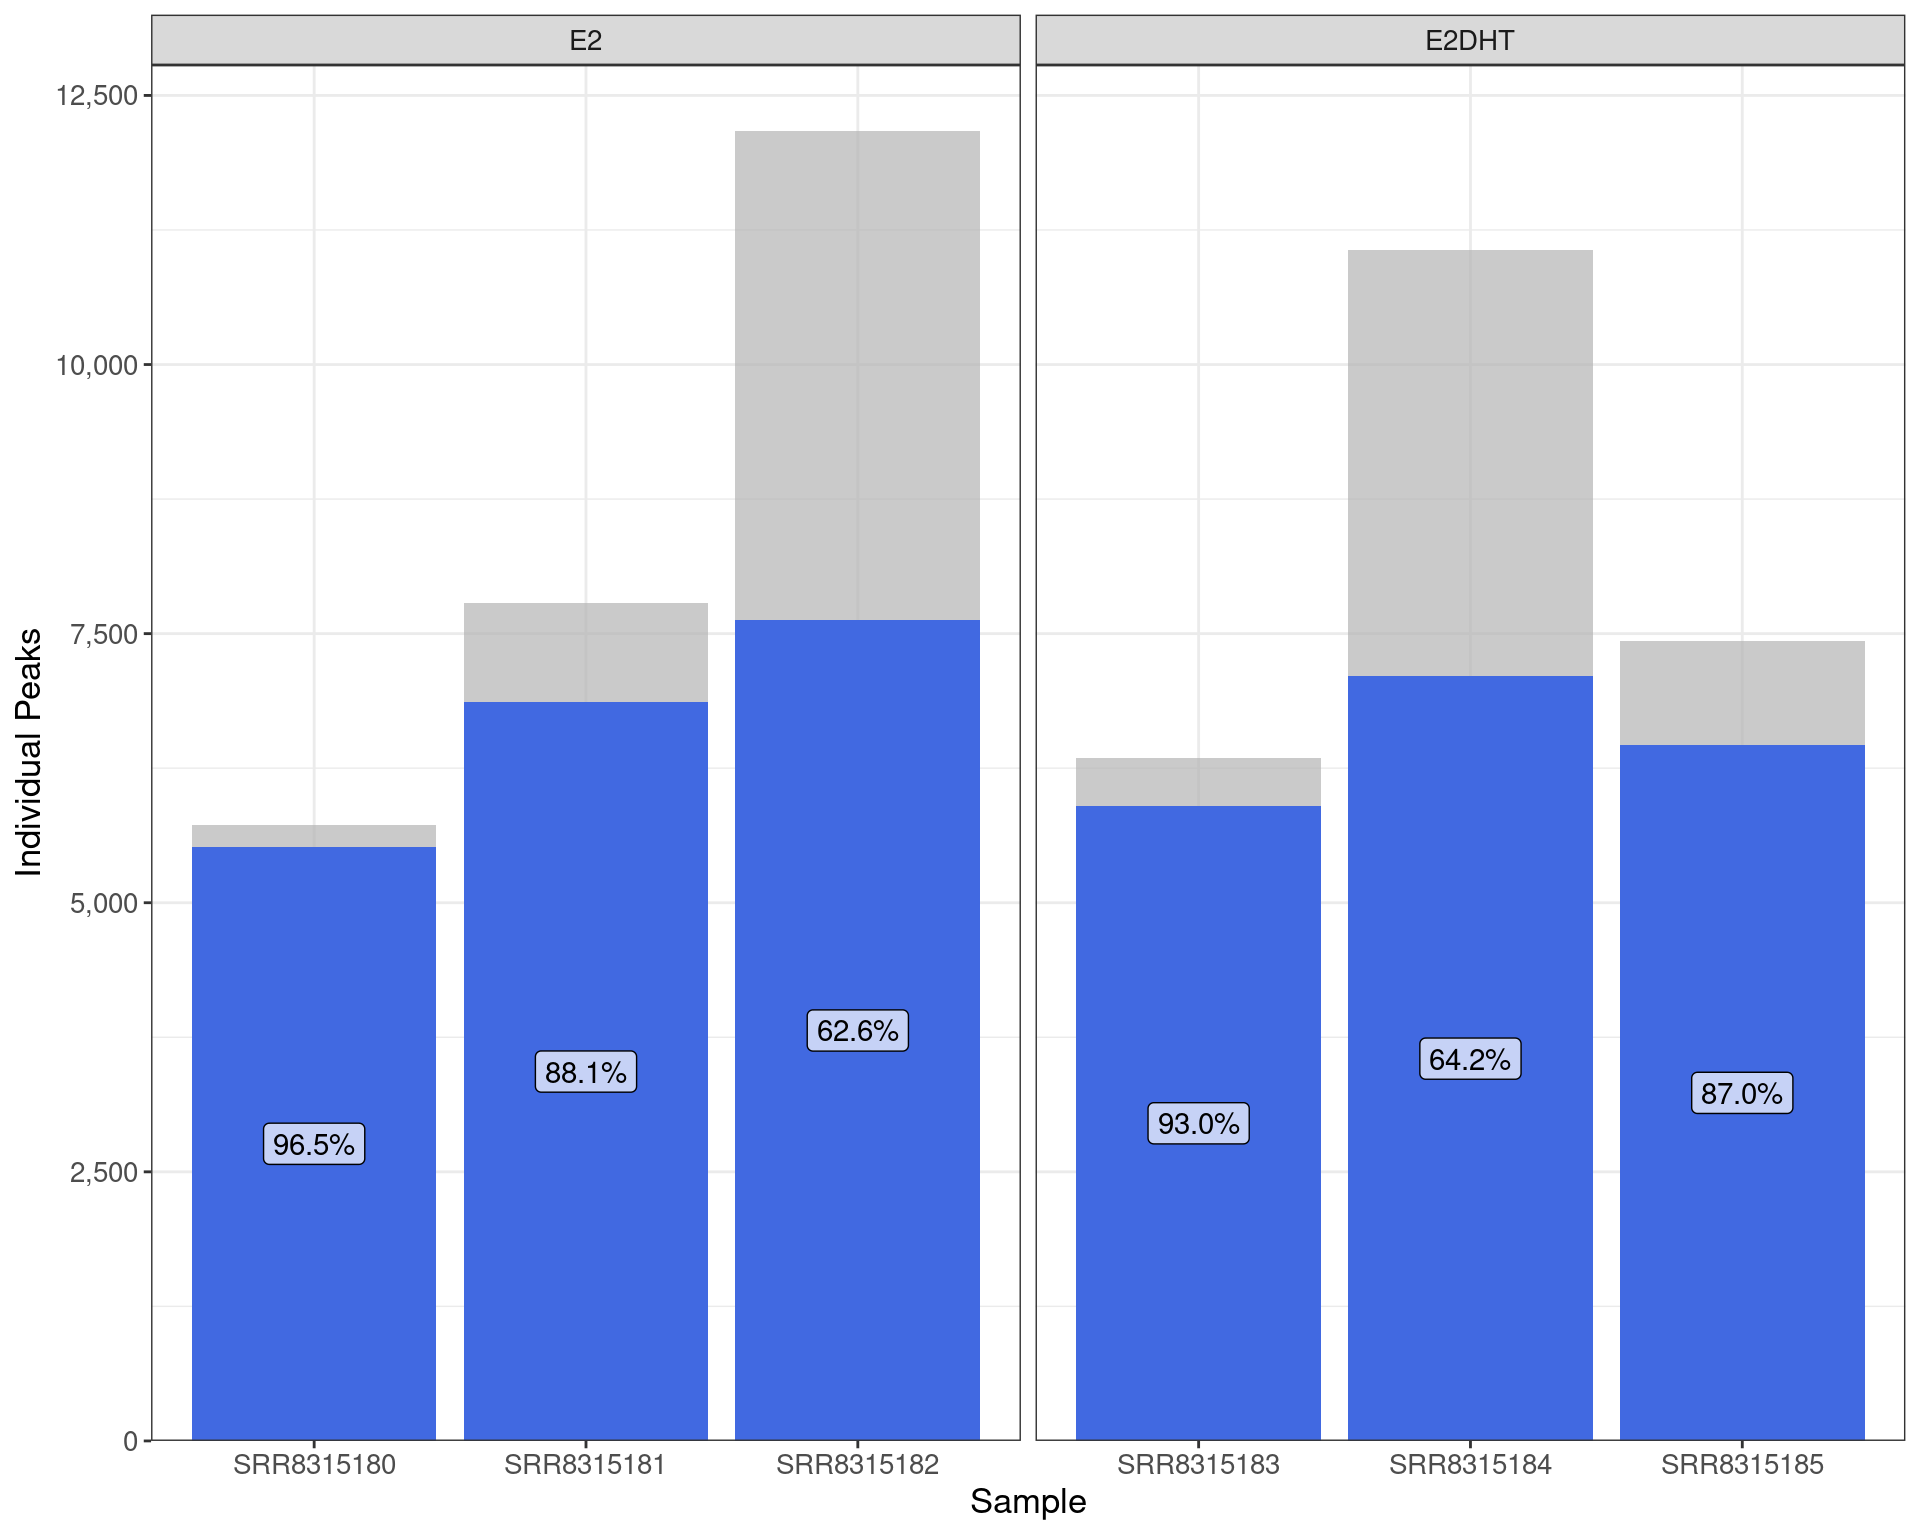 E2
E2DHT
12,500
10,000
7,500
5,000
2,500
0
Individual Peaks
96.5%
88.1%
62.6%
93.0%
64.2%
87.0%
SRR8315180
SRR8315181
SRR8315182
SRR8315183
SRR8315184
SRR8315185
Sample